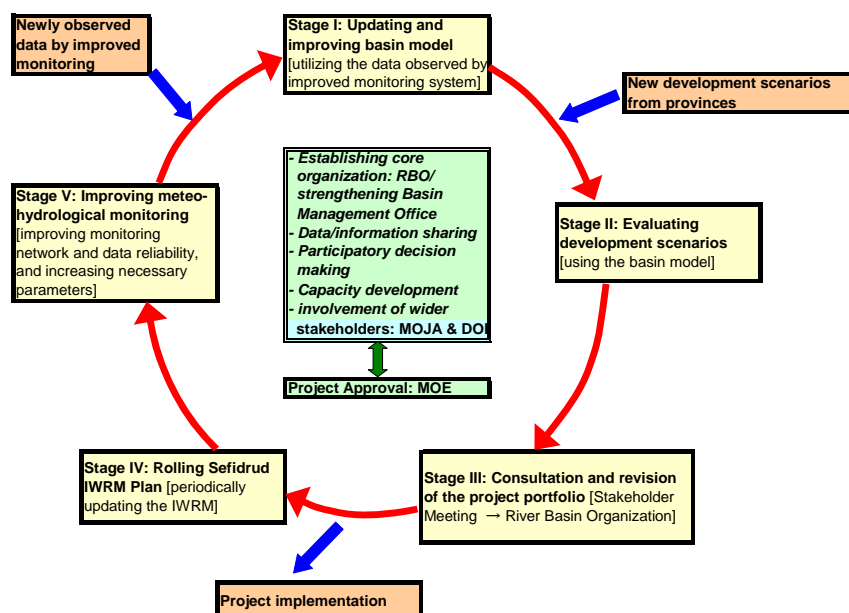 Newly observed
data by improved
monitoring
Stage I: Updating and
improving basin model
[utilizing the data observed by
improved monitoring system]
New development scenarios
from provinces
- Establishing core
organization: RBO/
strengthening Basin
Management Office
- Data/information sharing
- Participatory decision
making
- Capacity development
- involvement of wider
stakeholders: MOJA & DOE
Project Approval: MOE
Stage V: Improving meteo-
hydrological monitoring
[improving monitoring
network and data reliability,
and increasing necessary
parameters]
Stage II: Evaluating
development scenarios
[using the basin model]
Stage IV: Rolling Sefidrud
IWRM Plan [periodically
updating the IWRM]
Stage III: Consultation and revision
of the project portfolio [Stakeholder
Meeting → River Basin Organization]
Project implementation